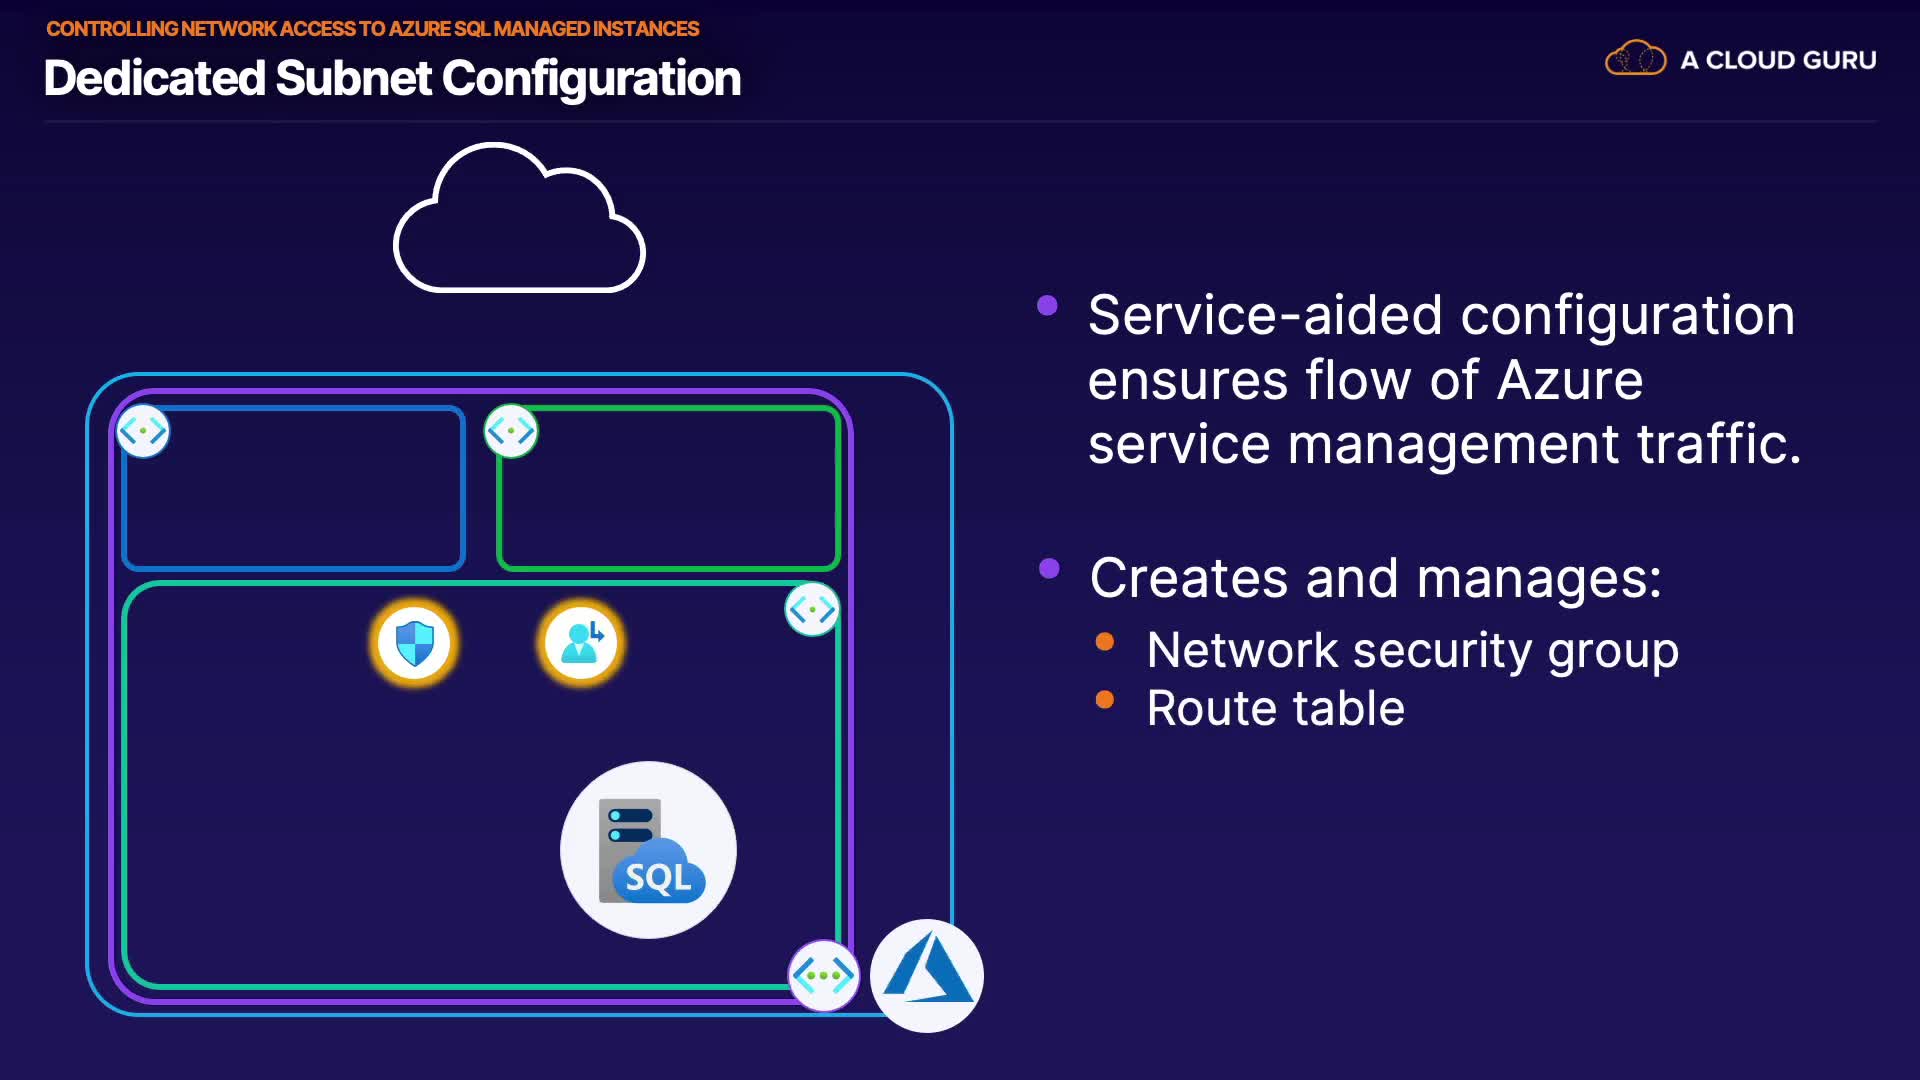 CONTROLLING NETWORK ACCESS TO AZURE SQL MANAGED INSTANCES
Dedicated Subnet Configuration
A CLOUD GURU
Service-aided configuration
ensures flow of Azure
service management traffic.
Creates and manages:
Network security group
Route table
SQL